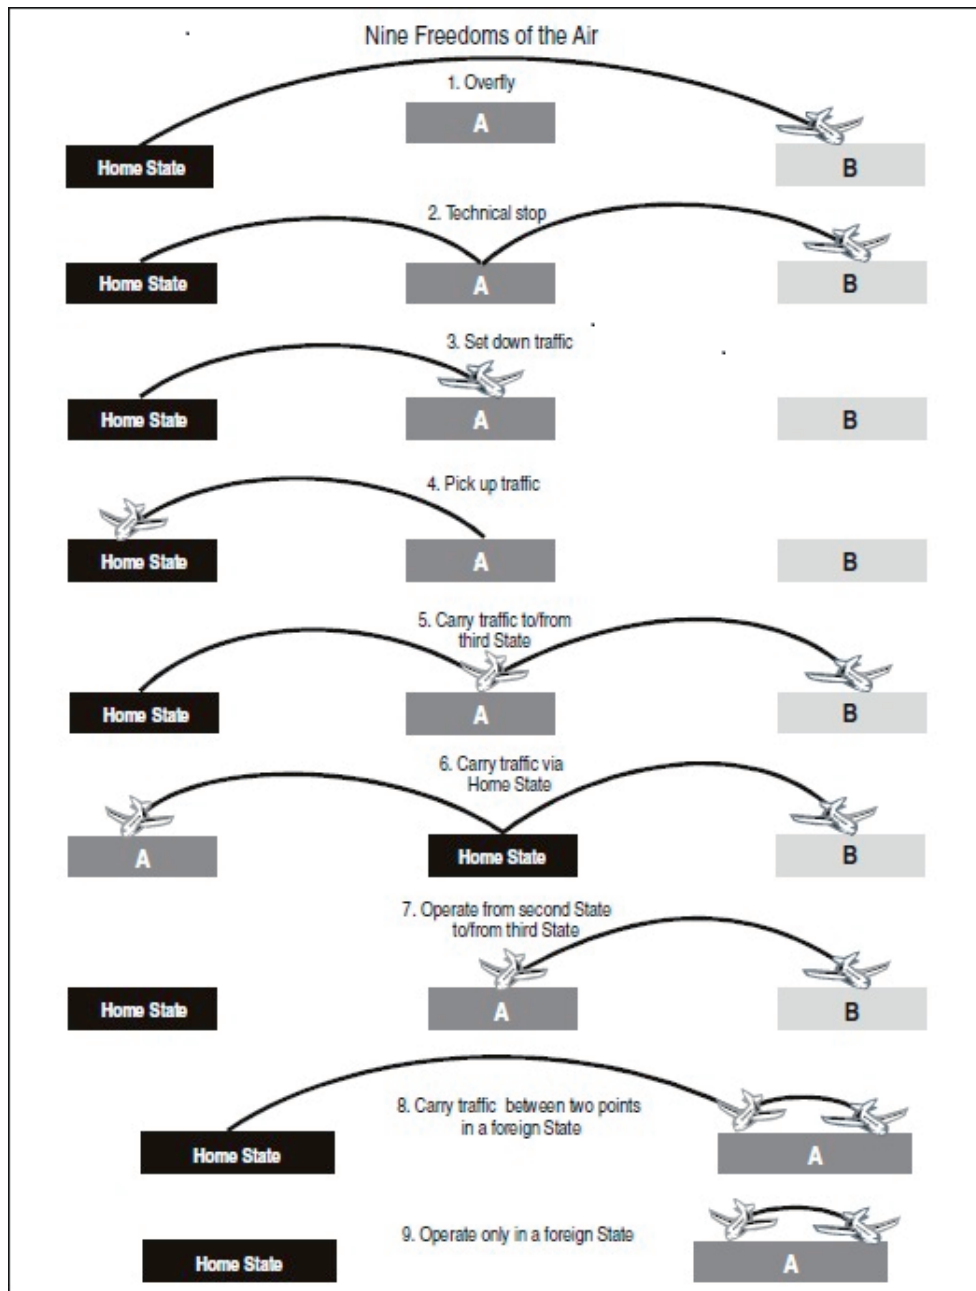 Nine Freedoms of the Air
1. Overfly
A
Home State
B
2. Technical stop
Home State
A
B
3. Set down traffic
Home State
A
B
4. Pick up traffic
Home State
A
B
5. Carry traffic to/from
third State
Home State
A
B
6. Carry traffic via
Home State
A
Home State
B
7. Operate from second State
to/from third State
Home State
A
B
8. Carry traffic between two points
in a foreign State
Home State
A
9. Operate only in a foreign State
Home State
A